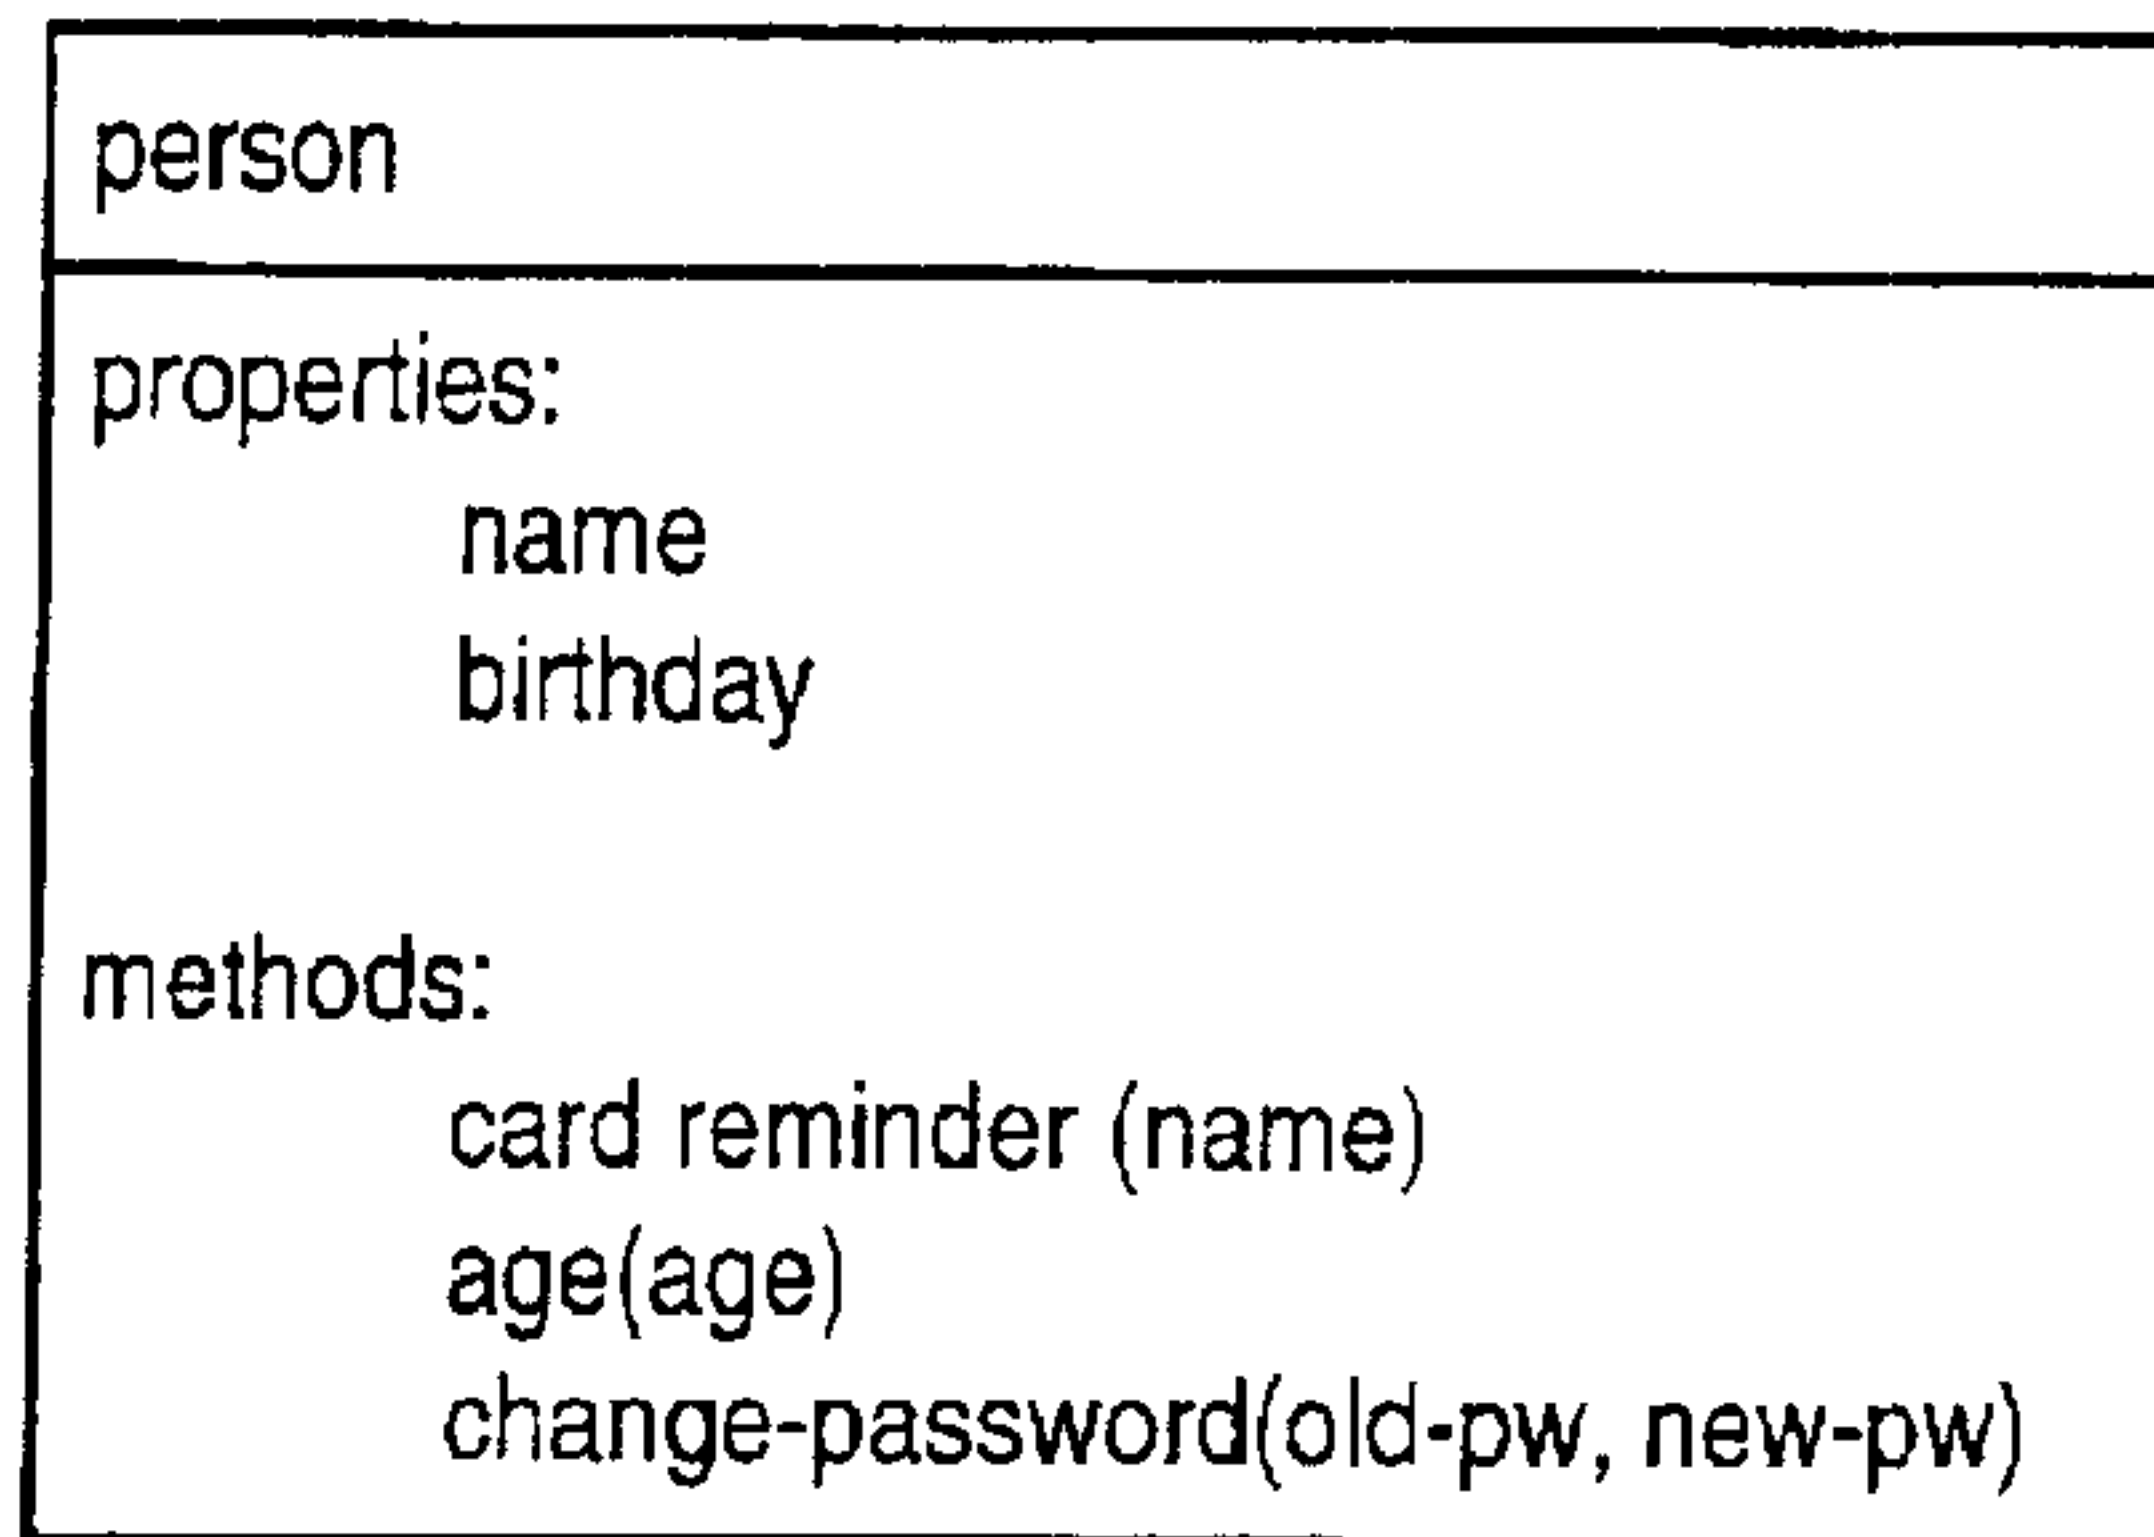 person
properties:
name
birthday
methods:
card reminder (name)
age(age)
change-password(old-pw, new-pw)